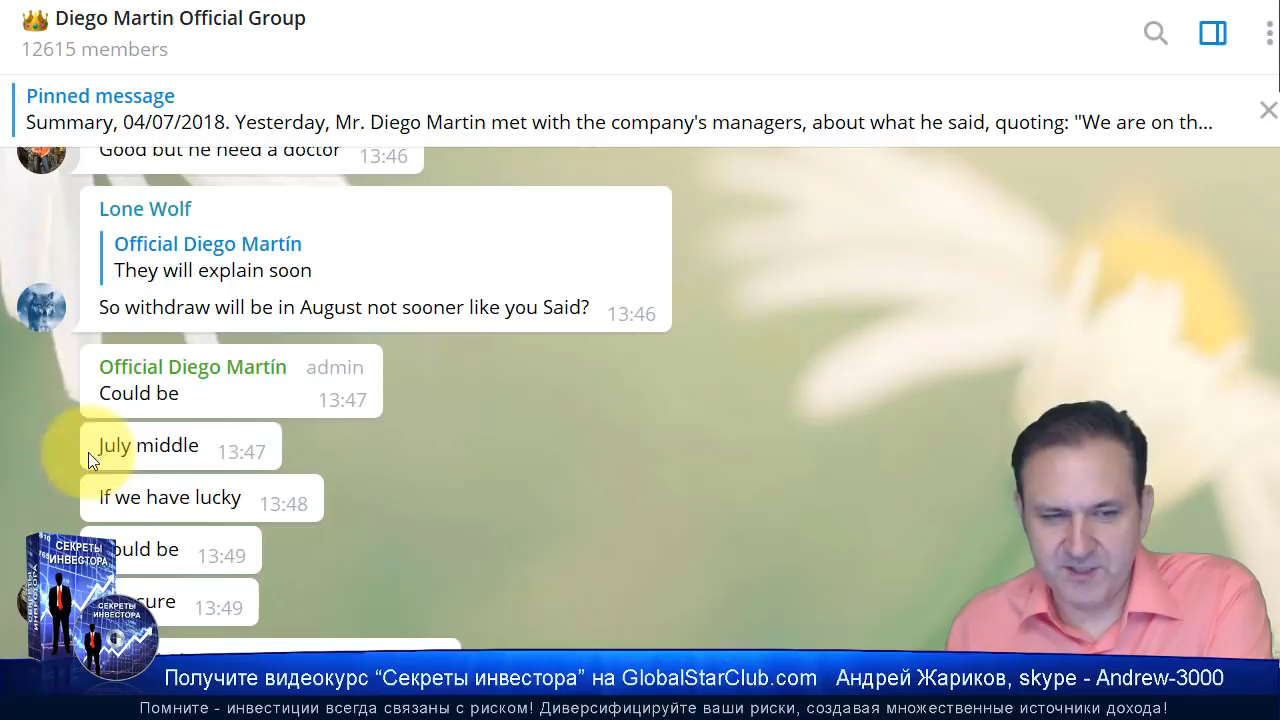 Diego Martin Official Group
12615 members
Pinned message
Summary, 04/07/2018. Yesterday, Mr. Diego Martin met with the company's managers, about what he said, quoting: "We are on th...
Good but he need a doctor 13:46
Lone Wolf
Official Diego Martín
They will explain soon
So withdraw will be in August not sooner like you Said? 13:46
Official Diego Martín admin
Could be 13:47
July middle 13:47
If we have lucky 13:48
be 13:49
sure 13:49
СЕКРЕТЫ
ИНВЕСТОРА
СЕКРЕТЫ
ИНВЕСТОРА
Получите видеокурс “Секреты инвестора” на GlobalStarClub.com Андрей Жариков, skype - Andrew-3000
Помните - инвестиции всегда связаны с риском! Диверсифицируйте ваши риски, создавая множественные источники дохода!